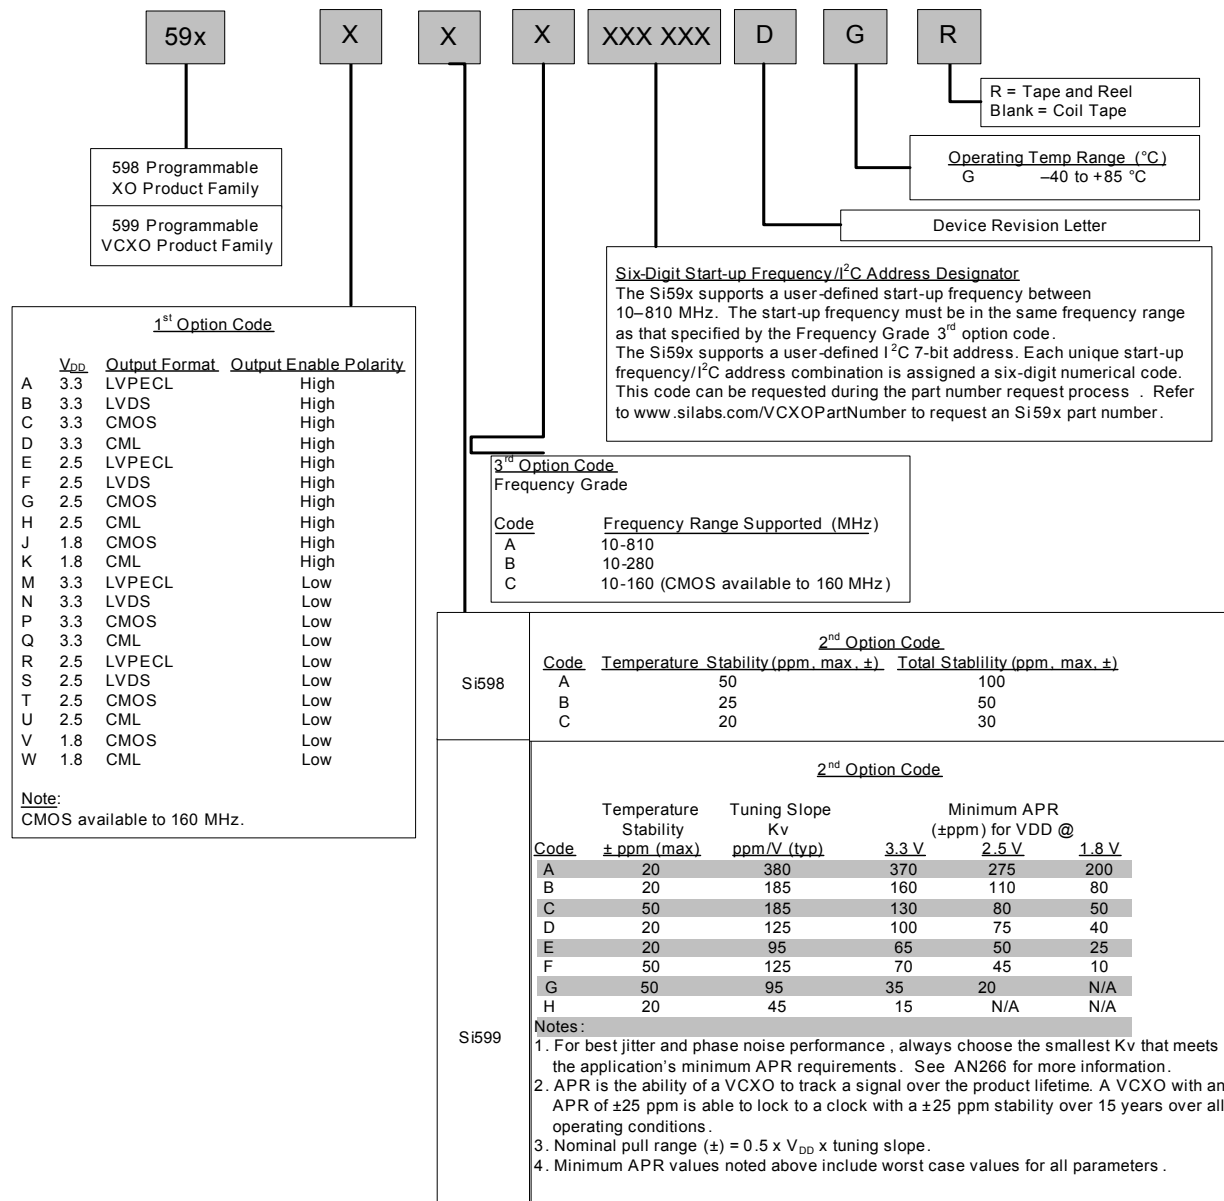 59x X X X XXX XXX D G R
R = Tape and Reel
Blank = Coil Tape
Operating Temp Range (°C)
G –40 to +85 °C
Device Revision Letter
598 Programmable
XO Product Family
599 Programmable
VCXO Product Family
Six-Digit Start-up Frequency/I2C Address Designator
The Si59x supports a user-defined start-up frequency between
10–810 MHz. The start-up frequency must be in the same frequency range
as that specified by the Frequency Grade 3rd option code.
The Si59x supports a user-defined I2C 7-bit address. Each unique start-up
frequency/I2C address combination is assigned a six-digit numerical code.
This code can be requested during the part number request process . Refer
to www.silabs.com/VCXOPartNumber to request an Si59x part number.
1st Option Code
VDD Output Format Output Enable Polarity
A 3.3 LVPECL High
B 3.3 LVDS High
C 3.3 CMOS High
D 3.3 CML High
E 2.5 LVPECL High
F 2.5 LVDS High
G 2.5 CMOS High
H 2.5 CML High
J 1.8 CMOS High
K 1.8 CML High
M 3.3 LVPECL Low
N 3.3 LVDS Low
P 3.3 CMOS Low
Q 3.3 CML Low
R 2.5 LVPECL Low
S 2.5 LVDS Low
T 2.5 CMOS Low
U 2.5 CML Low
V 1.8 CMOS Low
W 1.8 CML Low
Note:
CMOS available to 160 MHz.
3rd Option Code
Frequency Grade
Code Frequency Range Supported (MHz)
A 10-810
B 10-280
C 10-160 (CMOS available to 160 MHz)
Si598
2nd Option Code
Code Temperature Stability (ppm, max, ±) Total Stablility (ppm, max, ±)
A 50 100
B 25 50
C 20 30
Si599
2nd Option Code
Temperature Tuning Slope Minimum APR
Stability Kv (±ppm) for VDD @
Code ± ppm (max) ppm/V (typ) 3.3 V 2.5 V 1.8 V
A 20 380 370 275 200
B 20 185 160 110 80
C 50 185 130 80 50
D 20 125 100 75 40
E 20 95 65 50 25
F 50 125 70 45 10
G 50 95 35 20 N/A
H 20 45 15 N/A N/A
Notes:
1. For best jitter and phase noise performance , always choose the smallest Kv that meets
the application's minimum APR requirements. See AN266 for more information.
2. APR is the ability of a VCXO to track a signal over the product lifetime. A VCXO with an
APR of ±25 ppm is able to lock to a clock with a ±25 ppm stability over 15 years over all
operating conditions.
3. Nominal pull range (±) = 0.5 x VDD x tuning slope.
4. Minimum APR values noted above include worst case values for all parameters .